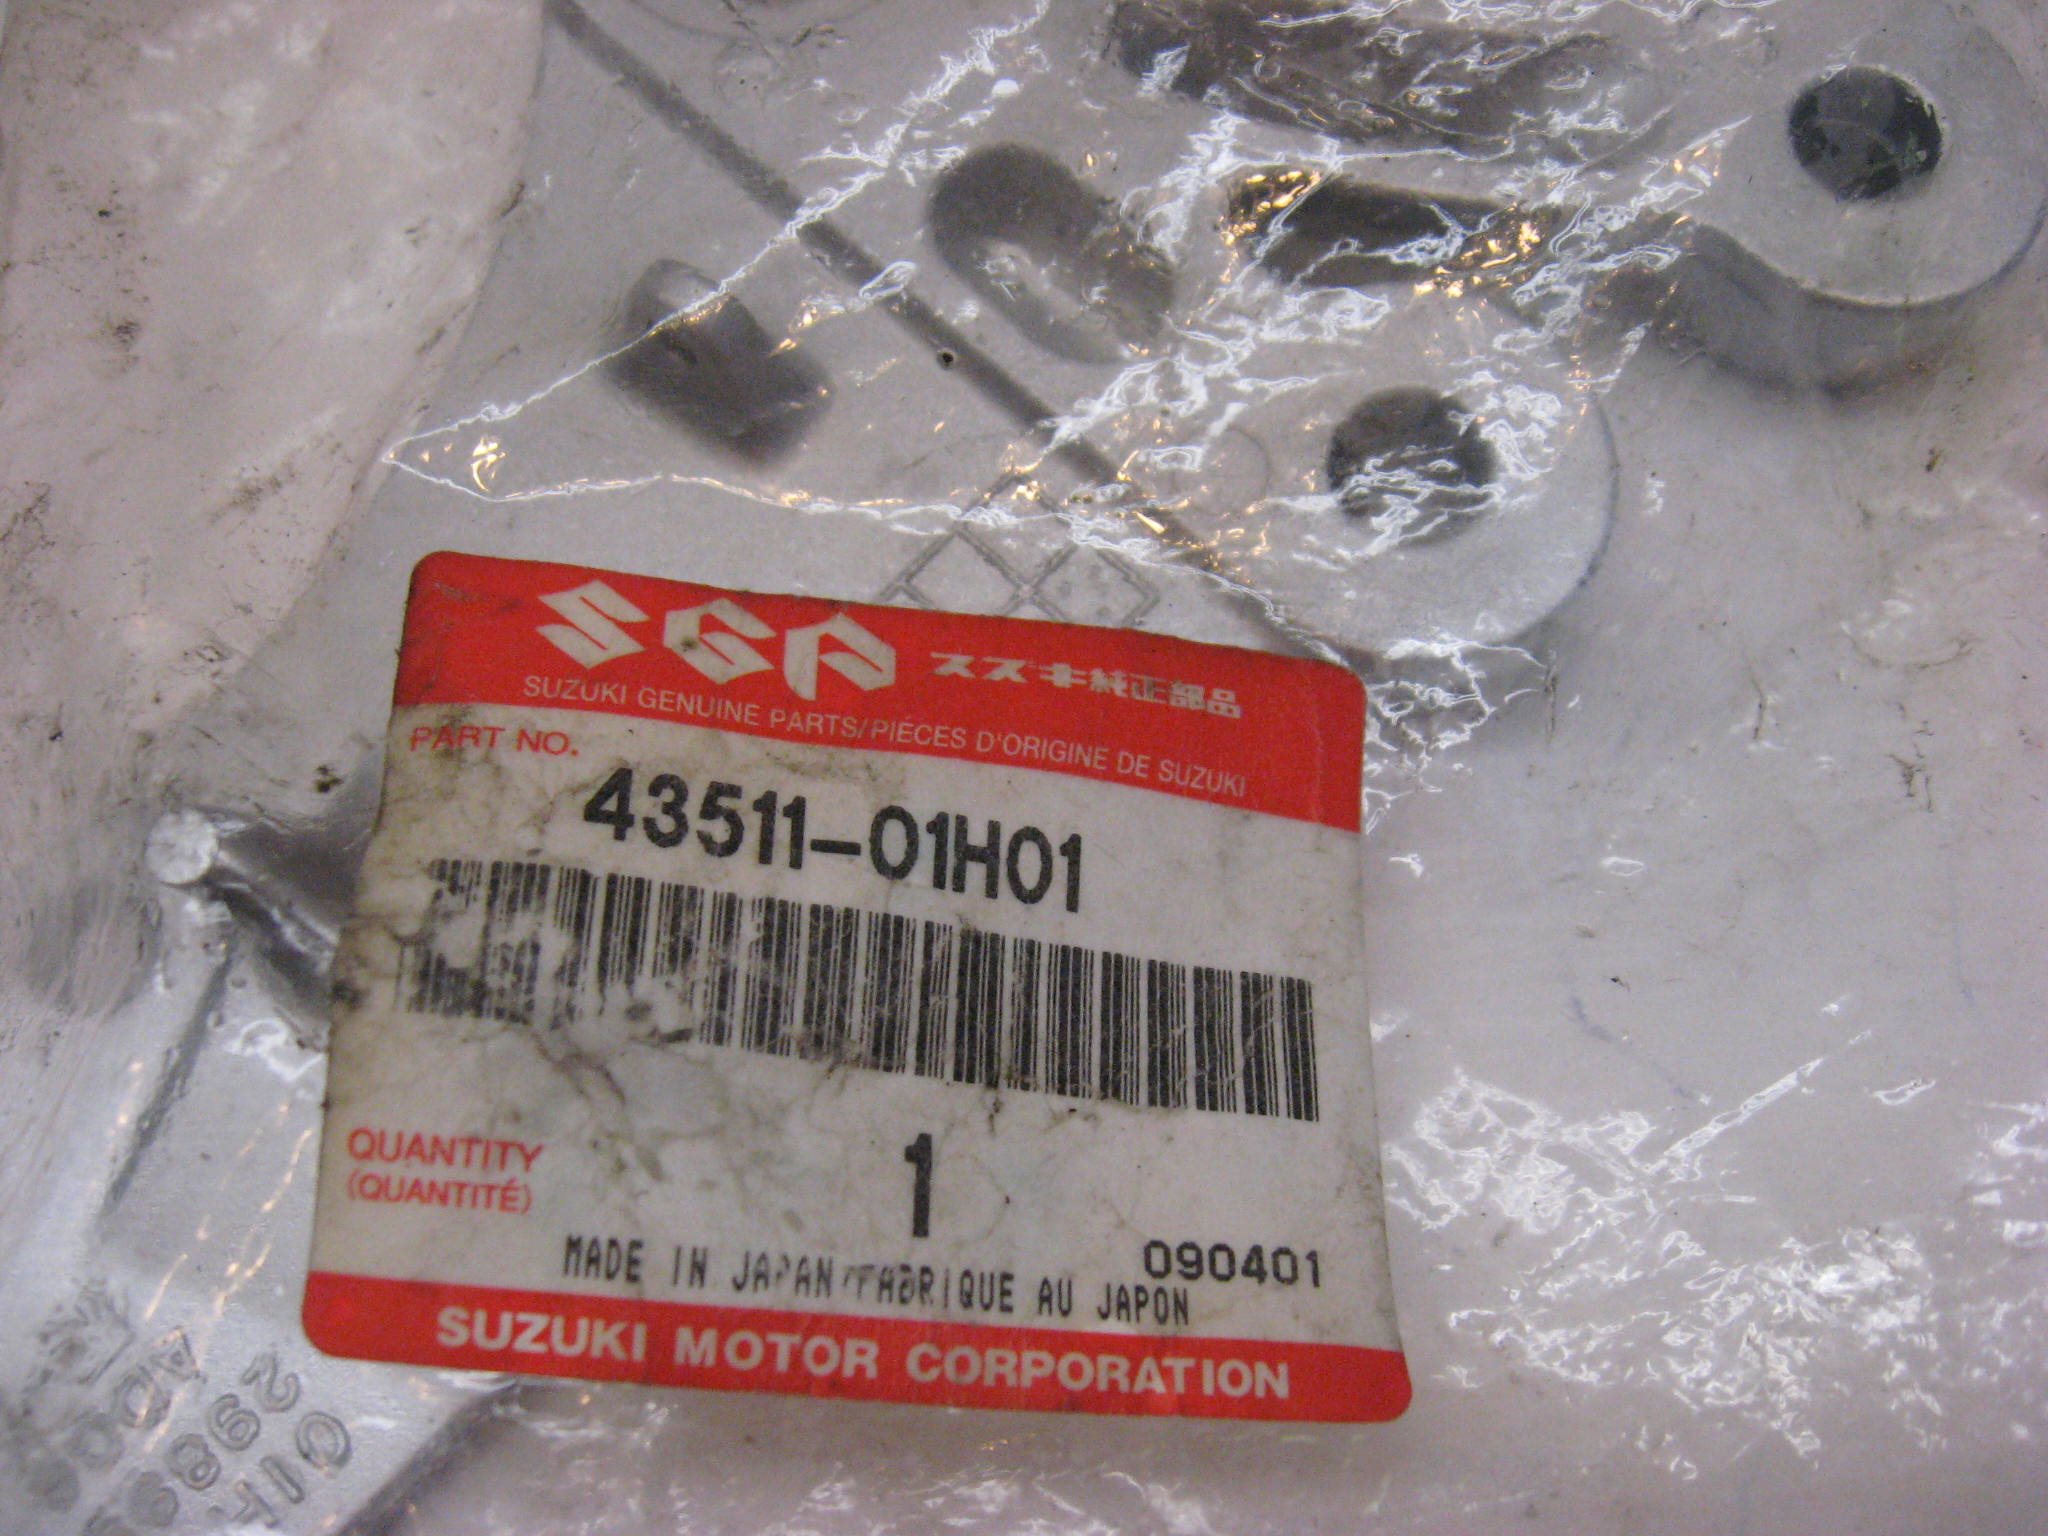 SGP スズキ純正部品
SUZUKI GENUINE PARTS/PIÈCES D'ORIGINE DE SUZUKI
PART NO.
43511-01H01
QUANTITY
(QUANTITÉ)
1
090401
MADE IN JAPAN/FABRIQUE AU JAPON
SUZUKI MOTOR CORPORATION
01H